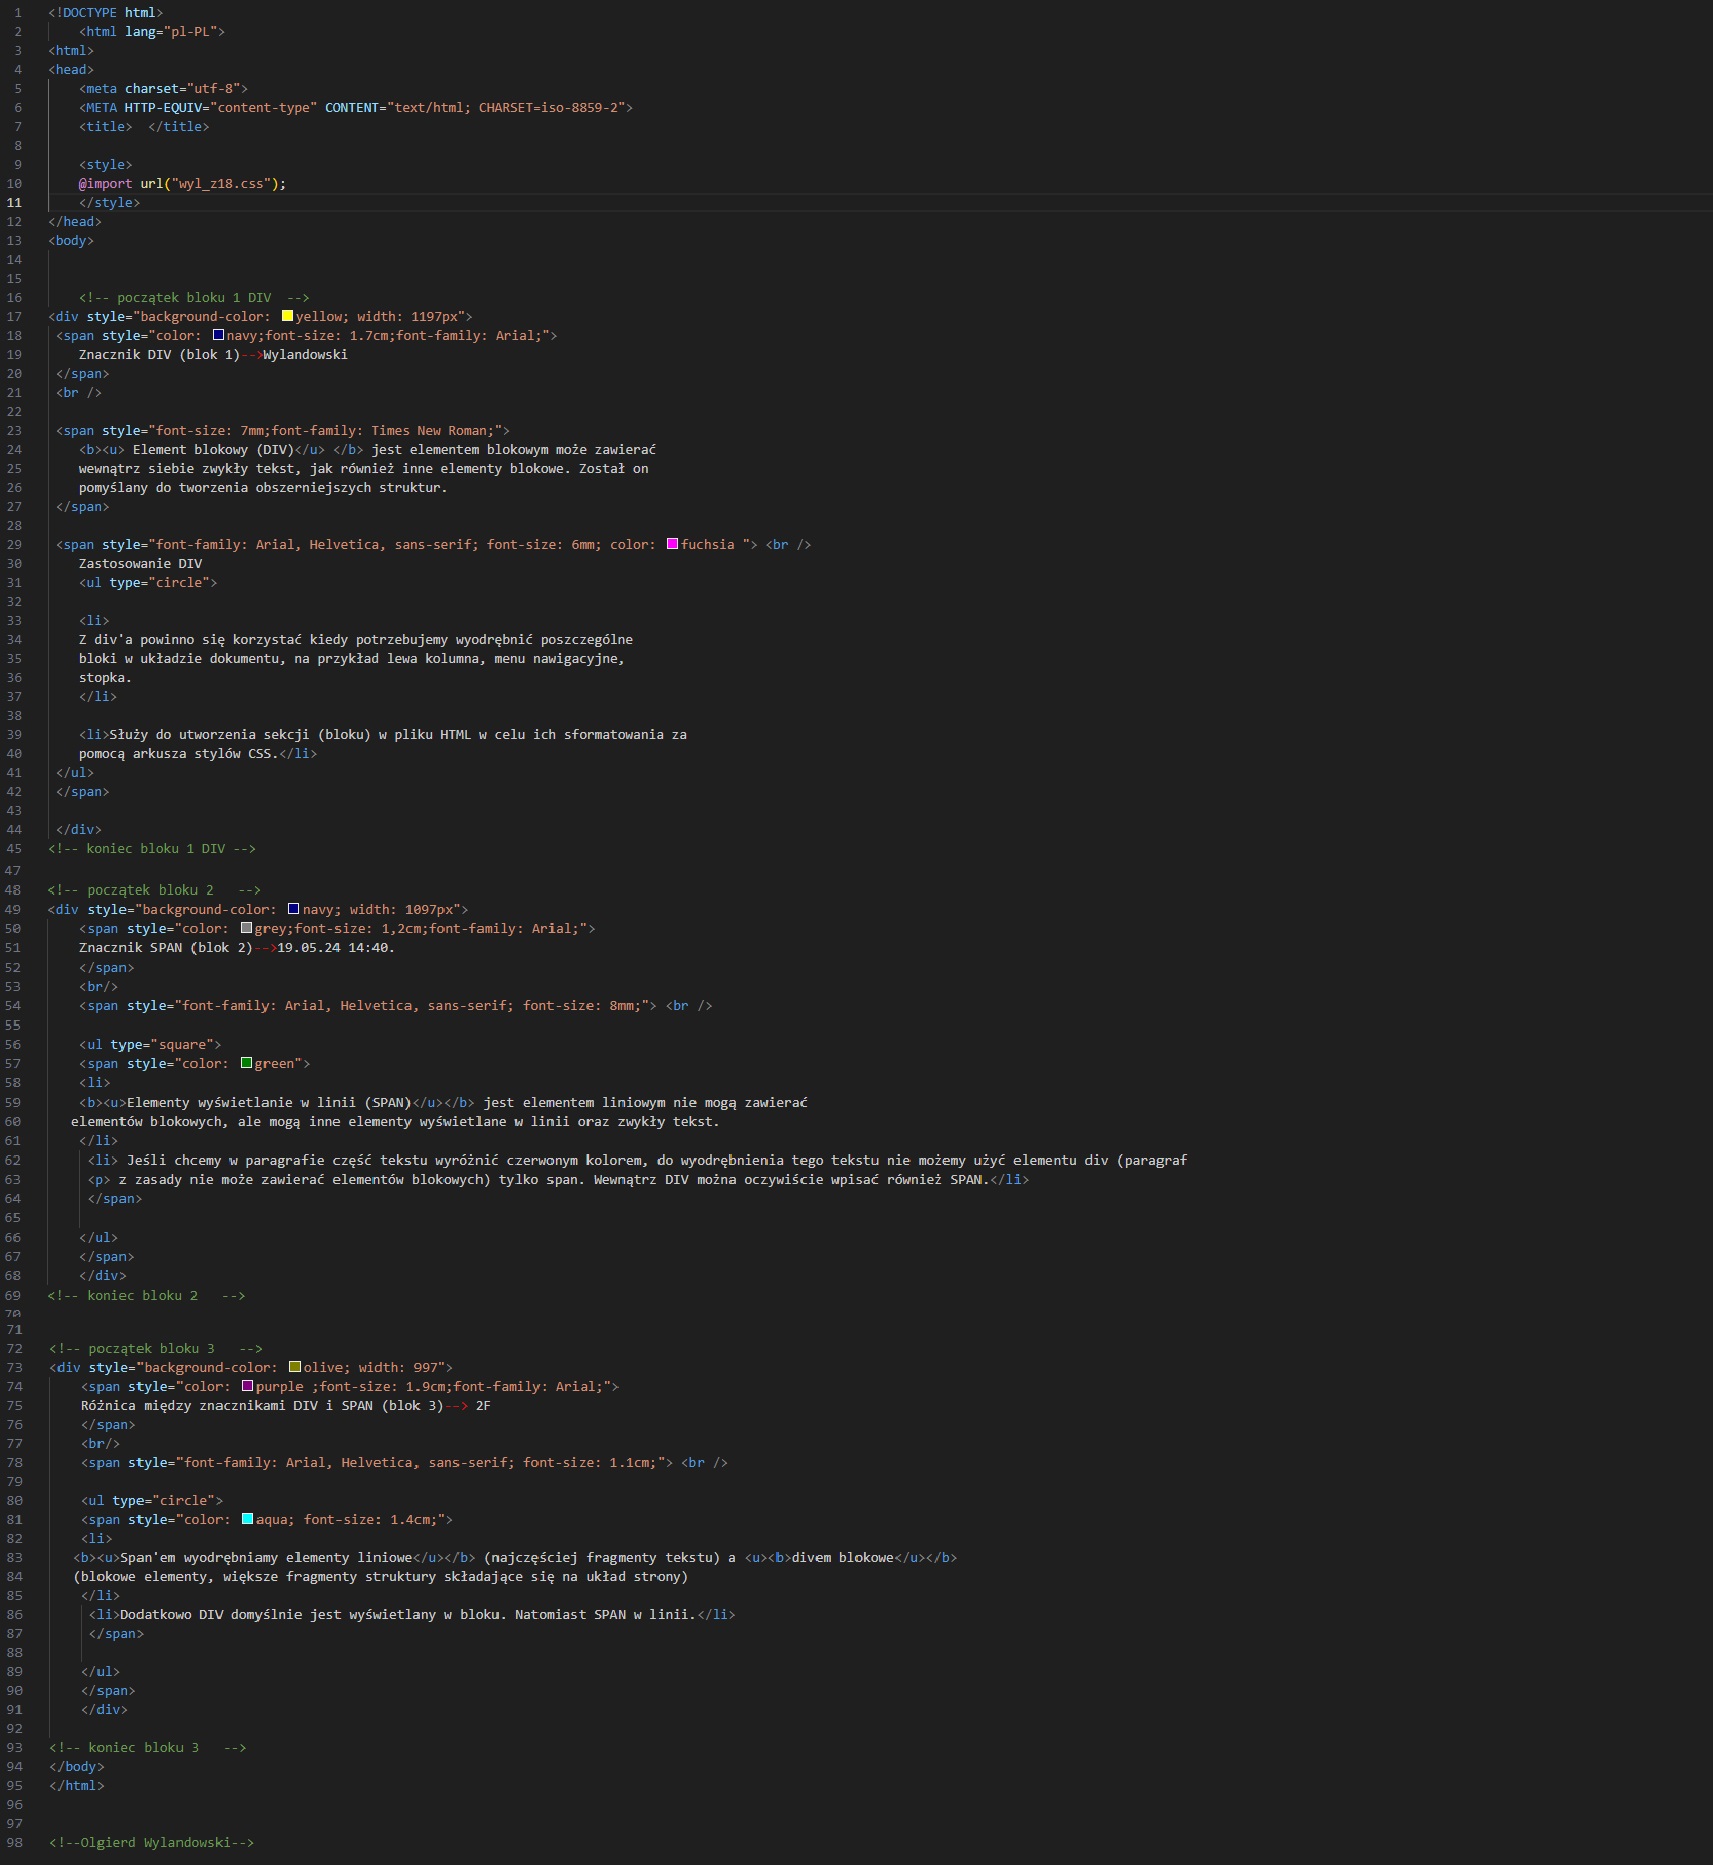 1 <!DOCTYPE html>
2 <html lang="pl-PL">
3 <html>
4 <head>
5 <meta charset="utf-8">
6 <META HTTP-EQUIV="content-type" CONTENT="text/html; CHARSET=iso-8859-2">
7 <title>  </title>
8
9 <style>
10 @import url("wyl_z18.css");
11 </style>
12 </head>
13 <body>
14
15
16 <!-- początek bloku 1 DIV  -->
17 <div style="background-color: yellow; width: 1197px">
18 <span style="color: navy;font-size: 1.7cm;font-family: Arial;">
19 Znacznik DIV (blok 1)-->Wylandowski
20 </span>
21 <br />
22
23 <span style="font-size: 7mm;font-family: Times New Roman;">
24 <b><u> Element blokowy (DIV)</u> </b> jest elementem blokowym może zawierać
25 wewnątrz siebie zwykły tekst, jak również inne elementy blokowe. Został on
26 pomyślany do tworzenia obszerniejszych struktur.
27 </span>
28
29 <span style="font-family: Arial, Helvetica, sans-serif; font-size: 6mm; color: fuchsia "> <br />
30 Zastosowanie DIV
31 <ul type="circle">
32
33 <li>
34 Z div'a powinno się korzystać kiedy potrzebujemy wyodrębnić poszczególne
35 bloki w układzie dokumentu, na przykład lewa kolumna, menu nawigacyjne,
36 stopka.
37 </li>
38
39 <li>Służy do utworzenia sekcji (bloku) w pliku HTML w celu ich sformatowania za
40 pomocą arkusza stylów CSS.</li>
41 </ul>
42 </span>
43
44 </div>
45 <!-- koniec bloku 1 DIV -->
47
48 <!-- początek bloku 2   -->
49 <div style="background-color: navy; width: 1097px">
50 <span style="color: grey;font-size: 1,2cm;font-family: Arial;">
51 Znacznik SPAN (blok 2)-->19.05.24 14:40.
52 </span>
53 <br/>
54 <span style="font-family: Arial, Helvetica, sans-serif; font-size: 8mm;"> <br />
55
56 <ul type="square">
57 <span style="color: green">
58 <li>
59 <b><u>Elementy wyświetlanie w linii (SPAN)</u></b> jest elementem liniowym nie mogą zawierać
60 elementów blokowych, ale mogą inne elementy wyświetlane w linii oraz zwykły tekst.
61 </li>
62 <li> Jeśli chcemy w paragrafie część tekstu wyróżnić czerwonym kolorem, do wyodrębnienia tego tekstu nie możemy użyć elementu div (paragraf
63 <p> z zasady nie może zawierać elementów blokowych) tylko span. Wewnątrz DIV można oczywiście wpisać również SPAN.</li>
64 </span>
65
66 </ul>
67 </span>
68 </div>
69 <!-- koniec bloku 2   -->
70
71
72 <!-- początek bloku 3   -->
73 <div style="background-color: olive; width: 997">
74 <span style="color: purple ;font-size: 1.9cm;font-family: Arial;">
75 Różnica między znacznikami DIV i SPAN (blok 3)--> 2F
76 </span>
77 <br/>
78 <span style="font-family: Arial, Helvetica, sans-serif; font-size: 1.1cm;"> <br />
79
80 <ul type="circle">
81 <span style="color: aqua; font-size: 1.4cm;">
82 <li>
83 <b><u>Span'em wyodrębniamy elementy liniowe</u></b> (najczęściej fragmenty tekstu) a <u><b>divem blokowe</u></b>
84 (blokowe elementy, większe fragmenty struktury składające się na układ strony)
85 </li>
86 <li>Dodatkowo DIV domyślnie jest wyświetlany w bloku. Natomiast SPAN w linii.</li>
87 </span>
88
89 </ul>
90 </span>
91 </div>
92
93 <!-- koniec bloku 3   -->
94 </body>
95 </html>
96
97
98 <!--Olgierd Wylandowski-->